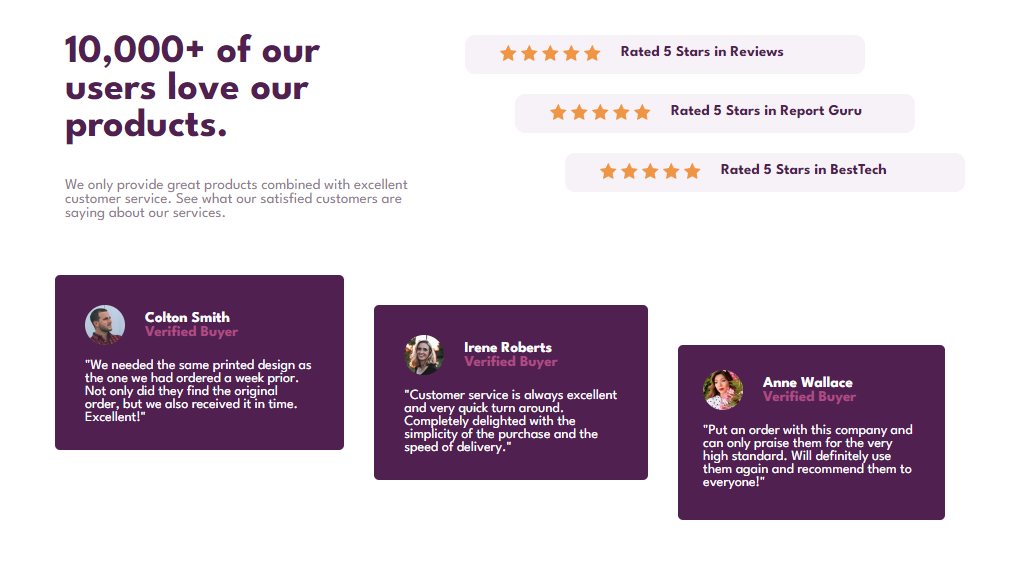 10,000+ of our
users love our
products.
We only provide great products combined with excellent
customer service. See what our satisfied customers are
saying about our services.
Rated 5 Stars in Reviews
Rated 5 Stars in Report Guru
Rated 5 Stars in BestTech
Colton Smith
Verified Buyer
"We needed the same printed design as
the one we had ordered a week prior.
Not only did they find the original
order, but we also received it in time.
Excellent!"
Irene Roberts
Verified Buyer
"Customer service is always excellent
and very quick turn around.
Completely delighted with the
simplicity of the purchase and the
speed of delivery."
Anne Wallace
Verified Buyer
"Put an order with this company and
can only praise them for the very
high standard. Will definitely use
them again and recommend them to
everyone!"